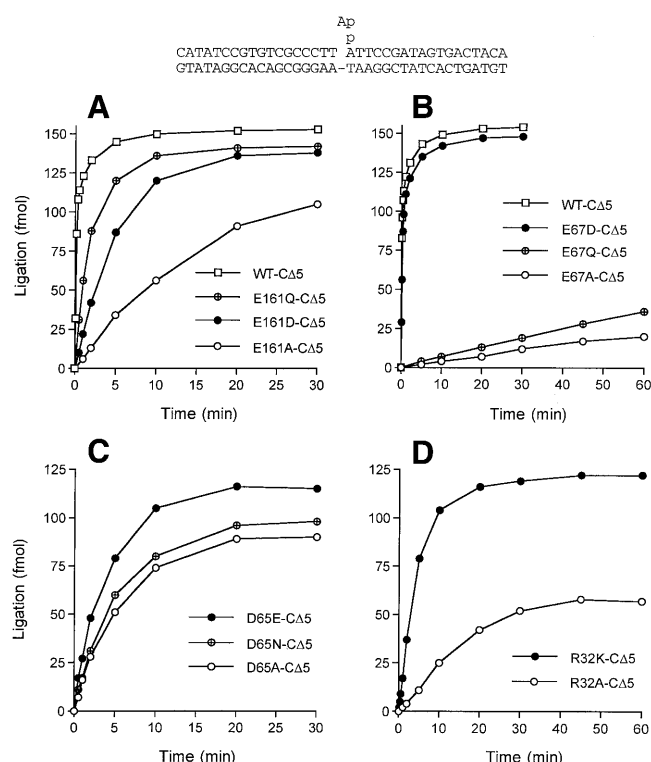 Ap
p
CATATCCGTGTCGCCCTT ATTCCGATAGTGACTACA
GTATAGGCACAGCGGGAA-TAAGGCTATCACTGATGT
A
B
150
125
100
75
50
25
0
Ligation (fmol)
WT-CΔ5
E161Q-CΔ5
E161D-CΔ5
E161A-CΔ5
0 5 10 15 20 25 30
Time (min)
150
125
100
75
50
25
0
WT-CΔ5
E67D-CΔ5
E67Q-CΔ5
E67A-CΔ5
0 10 20 30 40 50 60
Time (min)
C
D
125
100
75
50
25
0
Ligation (fmol)
D65E-CΔ5
D65N-CΔ5
D65A-CΔ5
0 5 10 15 20 25 30
Time (min)
125
100
75
50
25
0
R32K-CΔ5
R32A-CΔ5
0 10 20 30 40 50 60
Time (min)